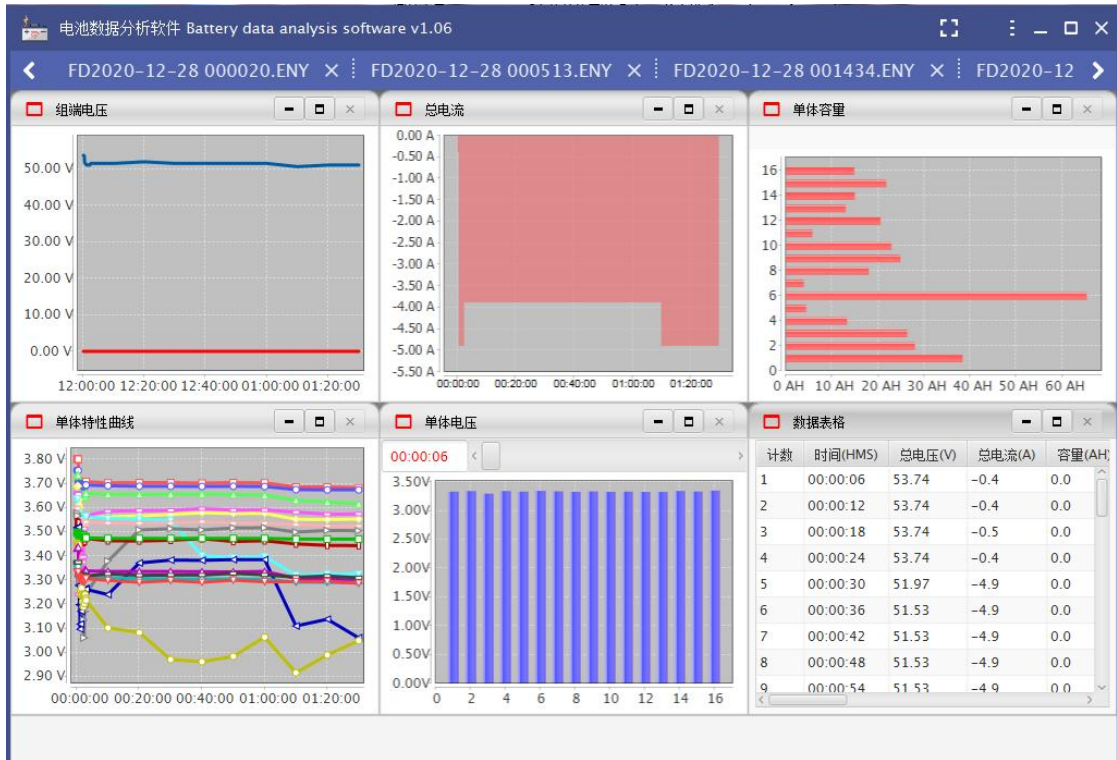 电池数据分析软件 Battery data analysis software v1.06
FD2020-12-28 000020.ENY FD2020-12-28 000513.ENY FD2020-12-28 001434.ENY FD2020-12
组端电压
50.00 V
40.00 V
30.00 V
20.00 V
10.00 V
0.00 V
12:00:00 12:20:00 12:40:00 01:00:00 01:20:00
总电流
0.00 A
-0.50 A
-1.00 A
-1.50 A
-2.00 A
-2.50 A
-3.00 A
-3.50 A
-4.00 A
-4.50 A
-5.00 A
-5.50 A
00:00:00 00:20:00 00:40:00 01:00:00 01:20:00
单体容量
16
14
12
10
8
6
4
2
0
0 AH 10 AH 20 AH 30 AH 40 AH 50 AH 60 AH
单体特性曲线
3.80 V
3.70 V
3.60 V
3.50 V
3.40 V
3.30 V
3.20 V
3.10 V
3.00 V
2.90 V
00:00:00 00:20:00 00:40:00 01:00:00 01:20:00
单体电压
00:00:06
3.50V
3.00V
2.50V
2.00V
1.50V
1.00V
0.50V
0.00V
0 2 4 6 8 10 12 14 16
数据表格
计数 时间(HMS) 总电压(V) 总电流(A) 容量(AH)
1 00:00:06 53.74 -0.4 0.0
2 00:00:12 53.74 -0.4 0.0
3 00:00:18 53.74 -0.5 0.0
4 00:00:24 53.74 -0.4 0.0
5 00:00:30 51.97 -4.9 0.0
6 00:00:36 51.53 -4.9 0.0
7 00:00:42 51.53 -4.9 0.0
8 00:00:48 51.53 -4.9 0.0
9 00:00:54 51.53 -4.9 0.0